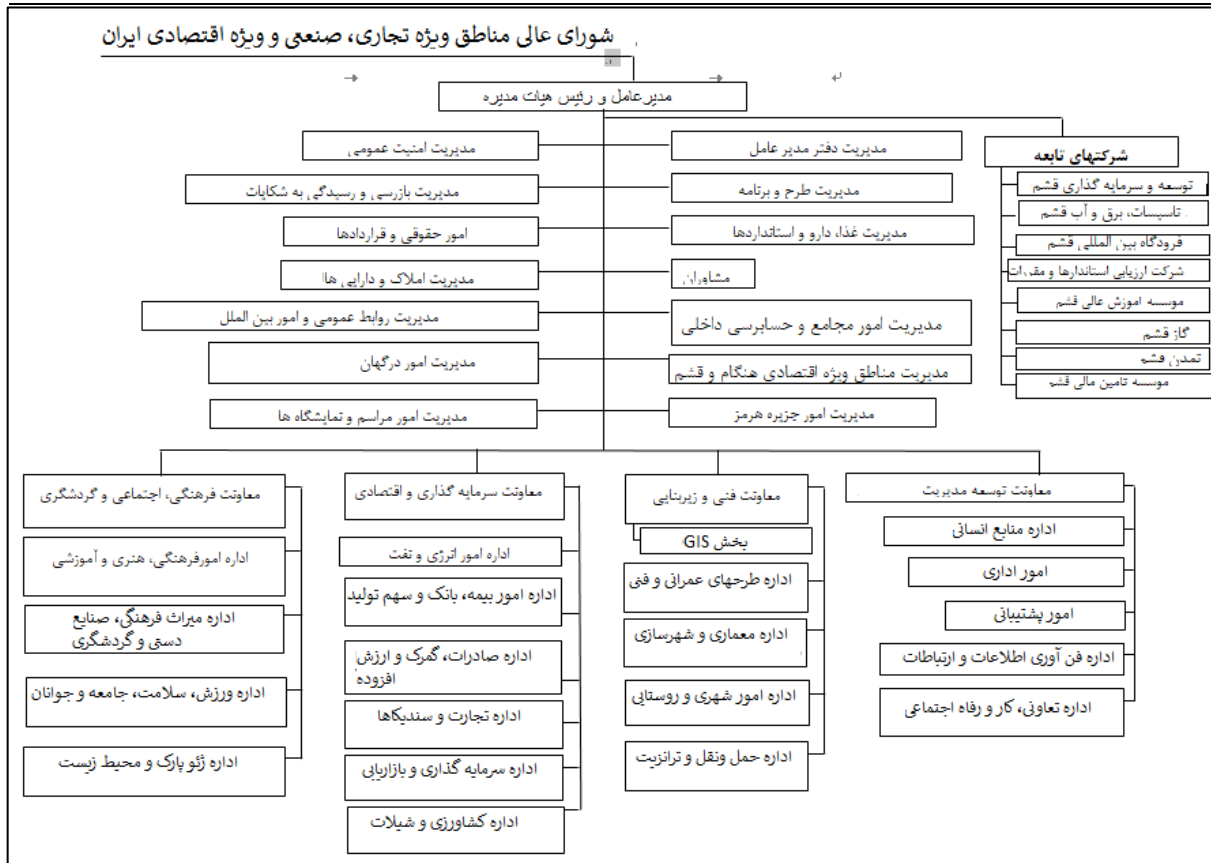 شورای عالی مناطق ویژه تجاری، صنعتی و ویژه اقتصادی ایران
مدیر عامل و رئیس هیات مدیره
مدیریت دفتر مدیر عامل
مدیریت امنیت عمومی
مدیریت طرح و برنامه
مدیریت بازرسی و رسیدگی به شکایات
مدیریت غذا، دارو و استانداردها
امور حقوقی و قراردادها
مشاوران
مدیریت املاک و دارایی ها
مدیریت امور مجامع و حسابرسی داخلی
مدیریت روابط عمومی و امور بین الملل
مدیریت مناطق ویژه اقتصادی هنگام و قشم
مدیریت امور درگهان
مدیریت امور جزیره هرمز
مدیریت امور مراسم و نمایشگاه ها
شرکتهای تابعه
توسعه و سرمایه گذاری قشم
تاسیسات، برق و آب قشم
فرودگاه بین المللی قشم
شرکت ارزیابی استاندارها و مقررات
موسسه اموزش عالی قشم
گاز قشم
تمدن قشم
موسسه تامین مالی قشم
معاونت توسعه مدیریت
اداره منابع انسانی
امور اداری
امور پشتیبانی
اداره فن آوری اطلاعات و ارتباطات
اداره تعاونی، کار و رفاه اجتماعی
معاونت فنی و زیربنایی
بخش GIS
اداره طرحهای عمرانی و فنی
اداره معماری و شهرسازی
اداره امور شهری و روستایی
اداره حمل ونقل و ترانزیت
معاونت سرمایه گذاری و اقتصادی
اداره امور انرژی و نفت
اداره امور بیمه، بانک و سهم تولید
اداره صادرات، گمرک و ارزش
افزوده
اداره تجارت و سندیکاها
اداره سرمایه گذاری و بازاریابی
اداره کشاورزی و شیلات
معاونت فرهنگی، اجتماعی و گردشگری
اداره امورفرهنگی، هنری و آموزشی
اداره میراث فرهنگی، صنایع
دستی و گردشگری
اداره ورزش، سلامت، جامعه و جوانان
اداره ژئو پارک و محیط زیست